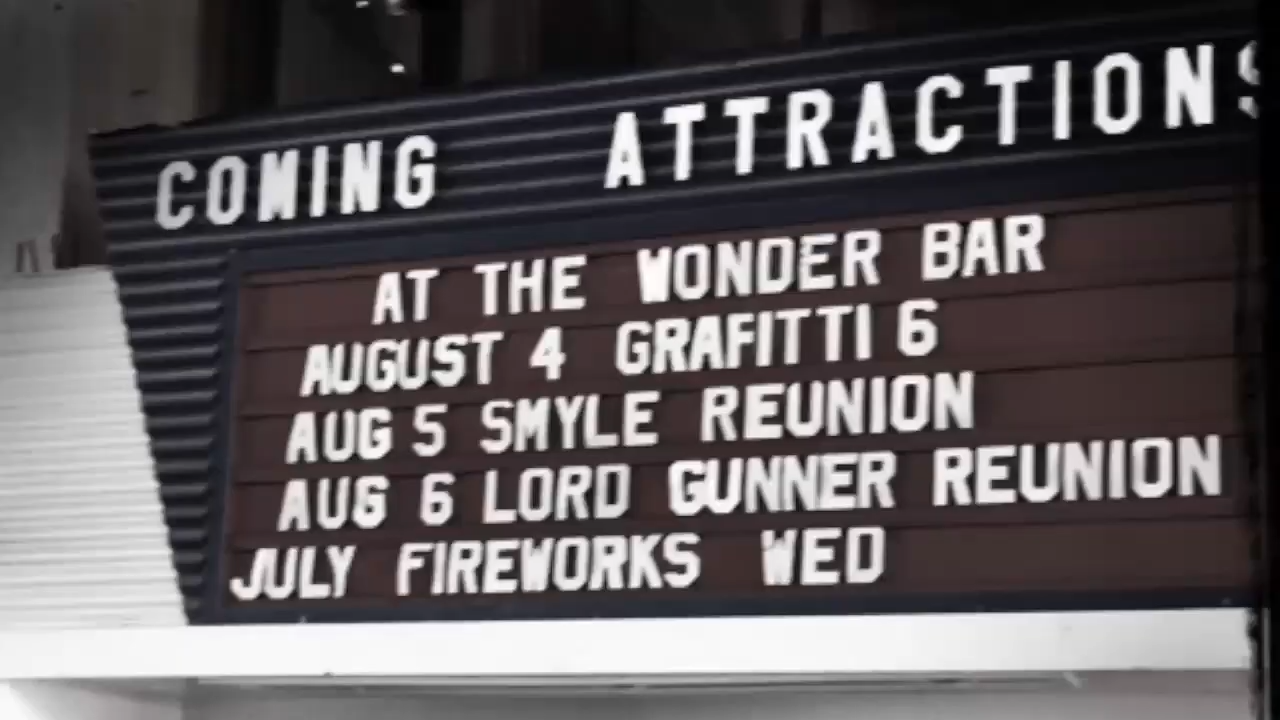 COMING ATTRACTIONS
AT THE WONDER BAR
AUGUST 4 GRAFITTI 6
AUG 5 SMYLE REUNION
AUG 6 LORD GUNNER REUNION
JULY FIREWORKS WED